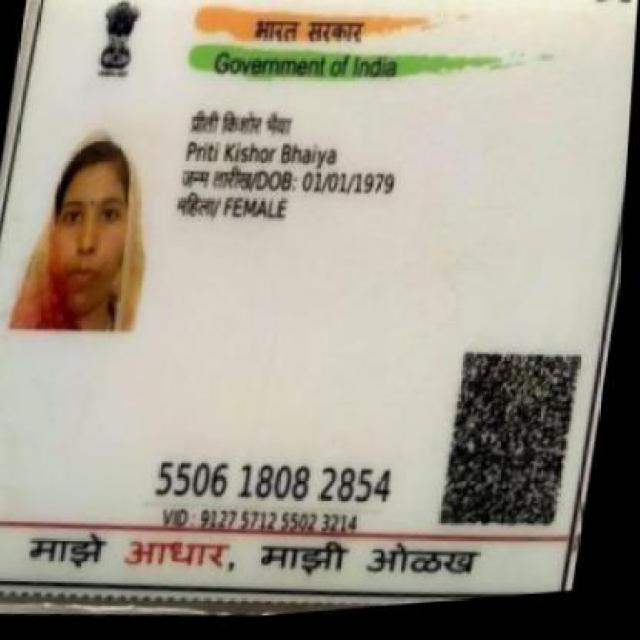 भारत सरकार
Government of India
प्रीती किशोर भैया
Priti Kishor Bhaiya
जन्म तारीख/DOB: 01/01/1979
महिला/ FEMALE
5506 1808 2854
VID: 9127 5712 5502 3214
माझे आधार, माझी ओळख